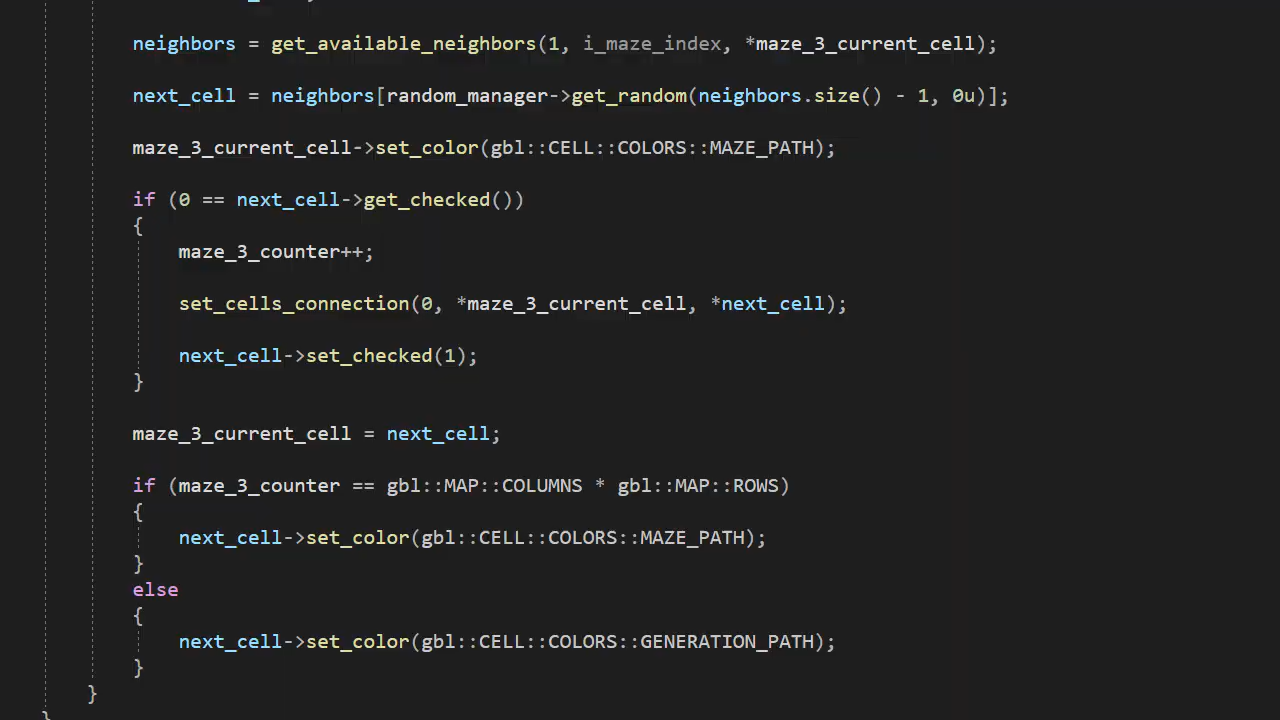 neighbors = get_available_neighbors(1, i_maze_index, *maze_3_current_cell);
next_cell = neighbors[random_manager->get_random(neighbors.size() - 1, 0u)];
maze_3_current_cell->set_color(gbl::CELL::COLORS::MAZE_PATH);
if (0 == next_cell->get_checked())
{
maze_3_counter++;
set_cells_connection(0, *maze_3_current_cell, *next_cell);
next_cell->set_checked(1);
}
maze_3_current_cell = next_cell;
if (maze_3_counter == gbl::MAP::COLUMNS * gbl::MAP::ROWS)
{
next_cell->set_color(gbl::CELL::COLORS::MAZE_PATH);
}
else
{
next_cell->set_color(gbl::CELL::COLORS::GENERATION_PATH);
}
}